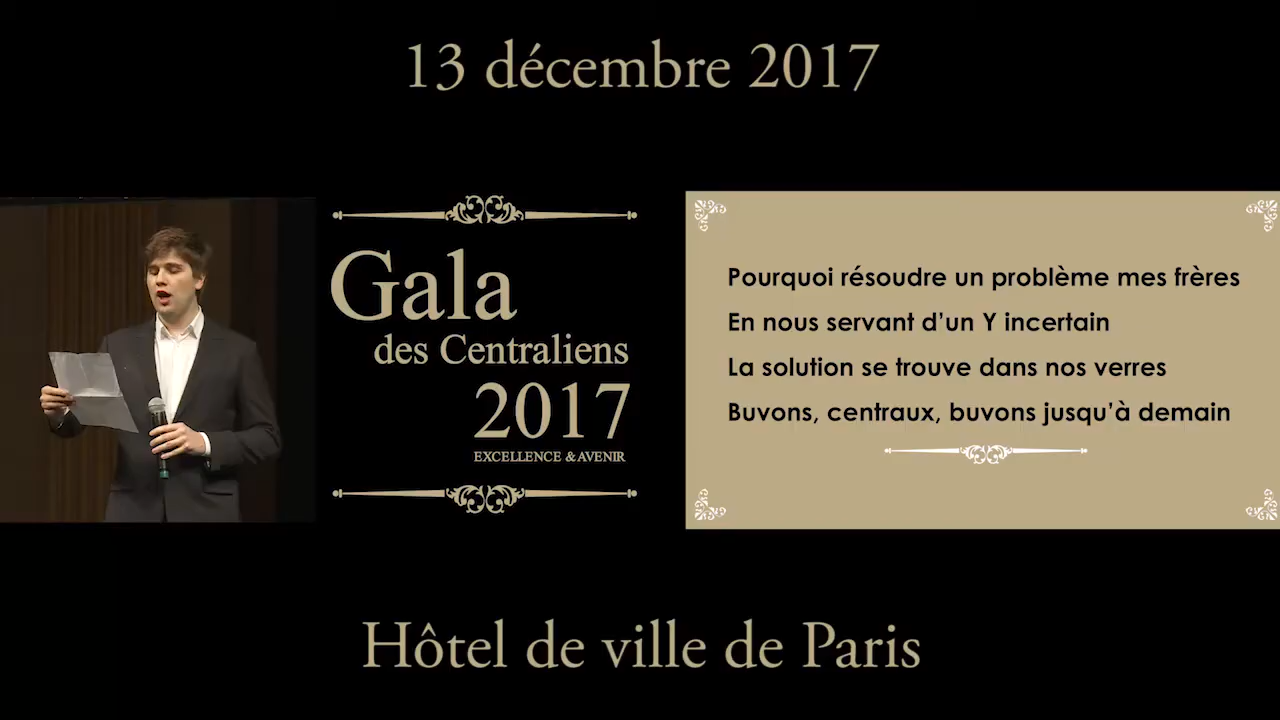 13 décembre 2017
Gala
des Centraliens
2017
EXCELLENCE & AVENIR
Pourquoi résoudre un problème mes frères
En nous servant d’un Y incertain
La solution se trouve dans nos verres
Buvons, centraux, buvons jusqu’à demain
Hôtel de ville de Paris